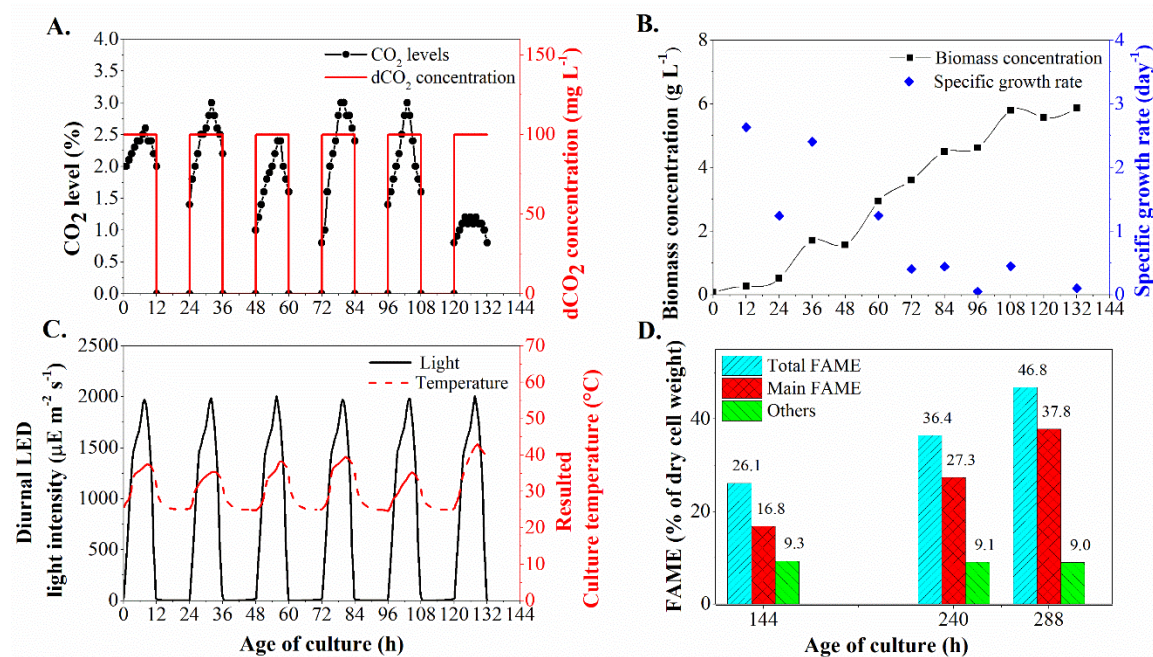 A.
CO₂ levels
dCO₂ concentration
CO₂ level (%)
4.0
3.5
3.0
2.5
2.0
1.5
1.0
0.5
0.0
0 12 24 36 48 60 72 84 96 108 120 132 144
150
100
50
0
dCO₂ concentration (mg L⁻¹)
B.
Biomass concentration
Specific growth rate
Biomass concentration (g L⁻¹)
8
6
4
2
0
0 12 24 36 48 60 72 84 96 108 120 132 144
4
3
2
1
0
Specific growth rate (day⁻¹)
C.
Light
Temperature
Diurnal LED
light intensity (µE m⁻² s⁻¹)
2500
2000
1500
1000
500
0
0 12 24 36 48 60 72 84 96 108 120 132 144
Age of culture (h)
70
60
50
40
30
20
10
0
Resulted
Culture temperature (°C)
D.
Total FAME
Main FAME
Others
FAME (% of dry cell weight)
40
20
0
26.1
16.8
9.3
36.4
27.3
9.1
46.8
37.8
9.0
144 240 288
Age of culture (h)